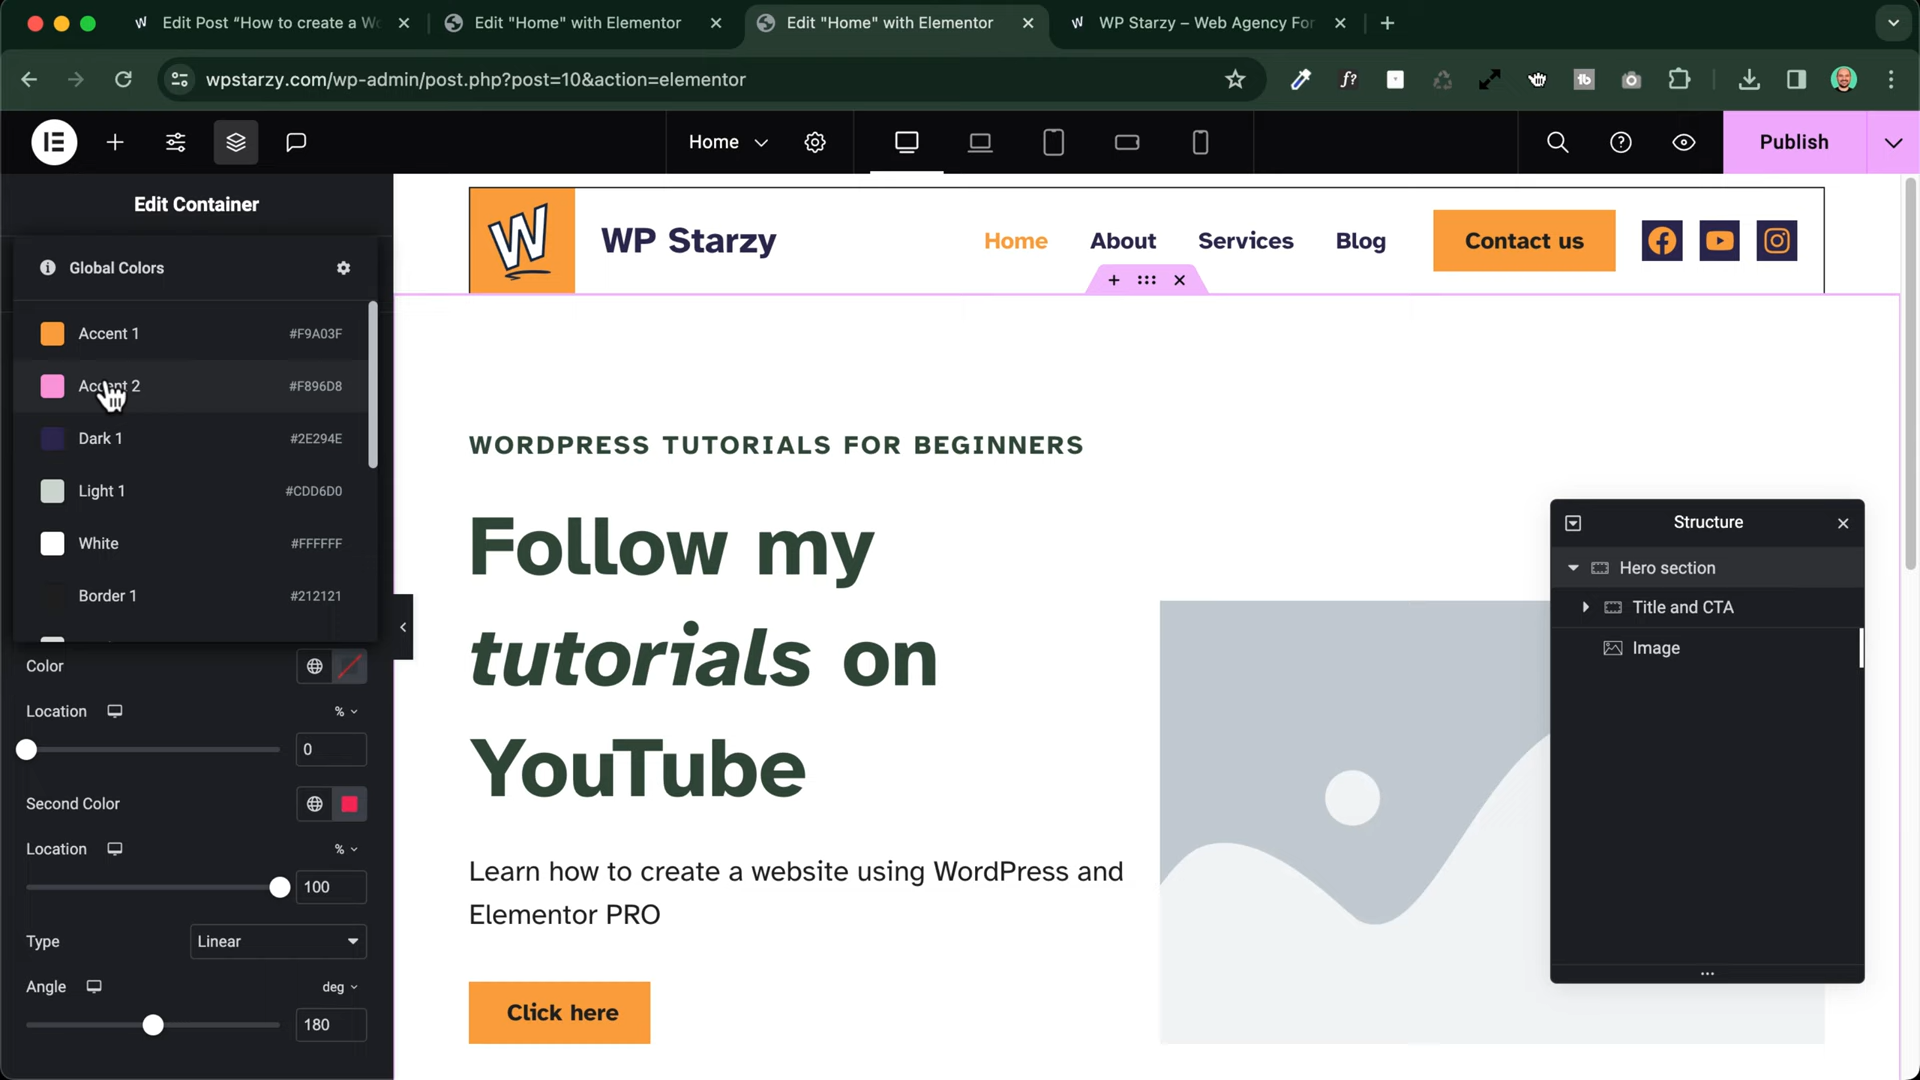 Edit Post “How to create a Wo
Edit "Home" with Elementor
Edit "Home" with Elementor
WP Starzy – Web Agency For
wpstarzy.com/wp-admin/post.php?post=10&action=elementor
f?
tb
Home
Publish
Edit Container
Global Colors
Accent 1 #F9A03F
Accent 2 #F896D8
Dark 1 #2E294E
Light 1 #CDD6D0
White #FFFFFF
Border 1 #212121
Color
Location %
0
Second Color
Location %
100
Type Linear
Angle deg
180
W
WP Starzy
Home About Services Blog
Contact us
WORDPRESS TUTORIALS FOR BEGINNERS
Follow my
tutorials on
YouTube
Learn how to create a website using WordPress and
Elementor PRO
Click here
Structure
Hero section
Title and CTA
Image